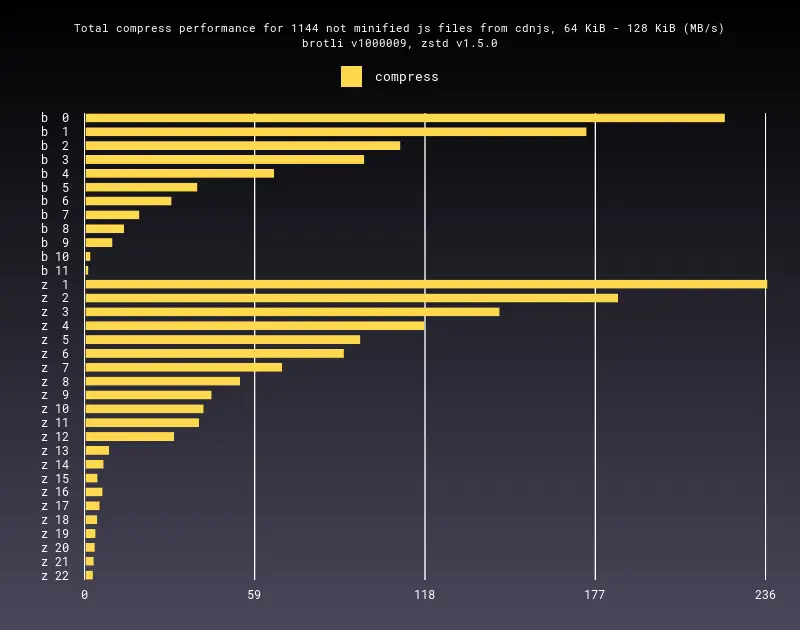 Total compress performance for 1144 not minified js files from cdnjs, 64 KiB - 128 KiB (MB/s)
brotli v1000009, zstd v1.5.0
compress
b 0
b 1
b 2
b 3
b 4
b 5
b 6
b 7
b 8
b 9
b 10
b 11
z 1
z 2
z 3
z 4
z 5
z 6
z 7
z 8
z 9
z 10
z 11
z 12
z 13
z 14
z 15
z 16
z 17
z 18
z 19
z 20
z 21
z 22
0 59 118 177 236